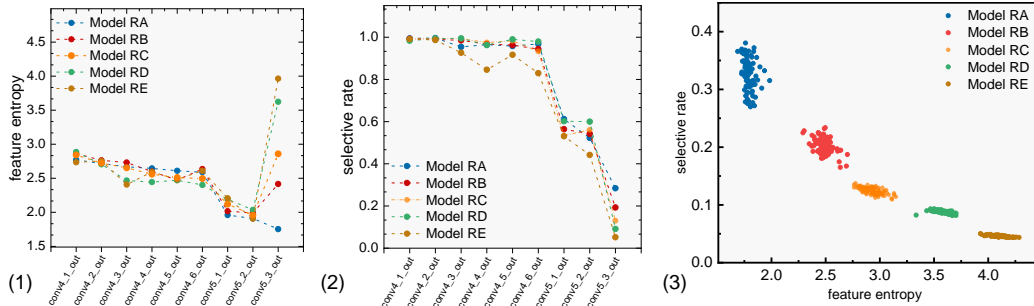 feature entropy
5.0
4.5
4.0
3.5
3.0
2.5
2.0
1.5
Model RA
Model RB
Model RC
Model RD
Model RE
conv4_1_out
conv4_2_out
conv4_3_out
conv4_4_out
conv4_5_out
conv4_6_out
conv5_1_out
conv5_2_out
conv5_3_out
(1)
selective rate
1.0
0.8
0.6
0.4
0.2
0.0
Model RA
Model RB
Model RC
Model RD
Model RE
conv4_1_out
conv4_2_out
conv4_3_out
conv4_4_out
conv4_5_out
conv4_6_out
conv5_1_out
conv5_2_out
conv5_3_out
(2)
selective rate
0.4
0.3
0.2
0.1
0.0
Model RA
Model RB
Model RC
Model RD
Model RE
2.0
2.5
3.0
3.5
4.0
feature entropy
(3)